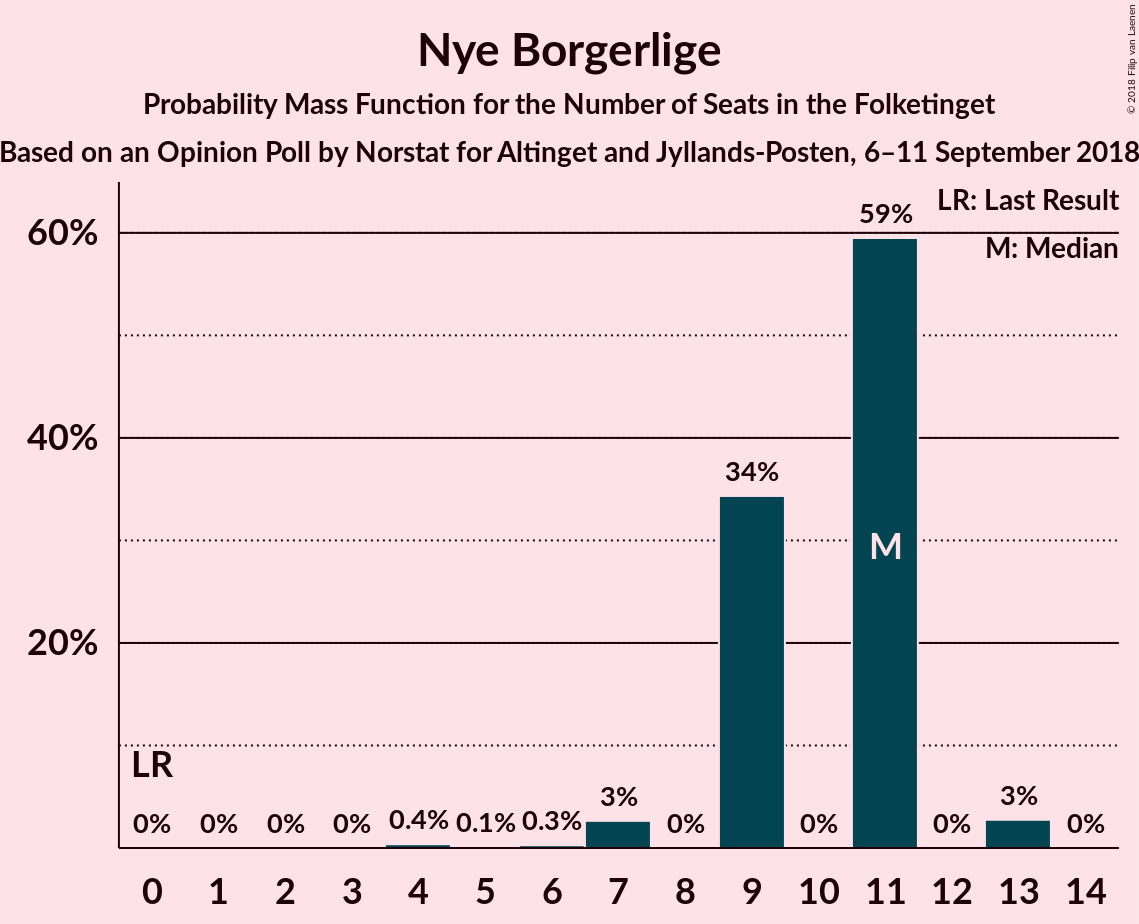 Nye Borgerlige
Probability Mass Function for the Number of Seats in the Folketinget
Based on an Opinion Poll by Norstat for Altinget and Jyllands-Posten, 6–11 September 2018
© 2018 Filip van Laenen
LR: Last Result
M: Median
60%
40%
20%
59%
34%
M
LR
0% 0% 0% 0% 0.4% 0.1% 0.3% 3% 0% 0% 0% 3% 0%
0 1 2 3 4 5 6 7 8 9 10 11 12 13 14